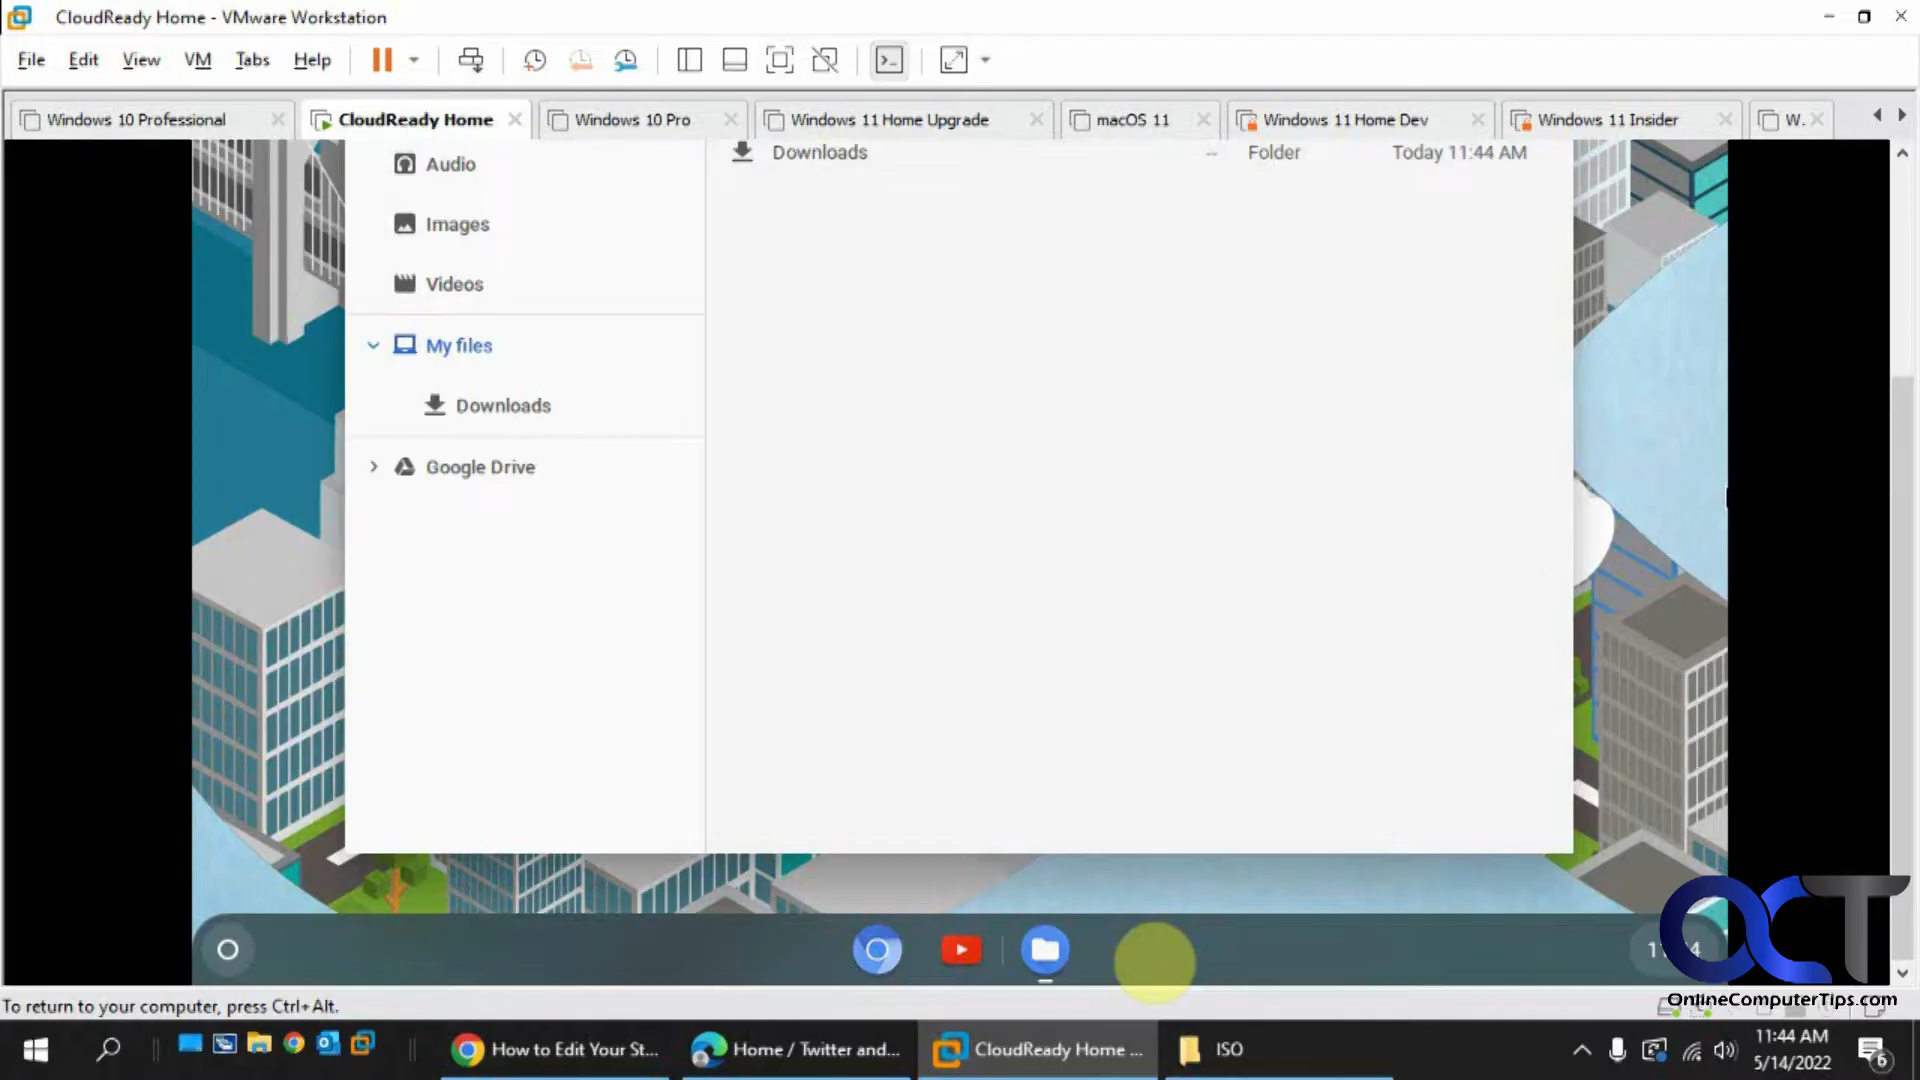 CloudReady Home - VMware Workstation
File Edit View VM Tabs Help
Windows 10 Professional CloudReady Home Windows 10 Pro Windows 11 Home Upgrade macOS 11 Windows 11 Home Dev Windows 11 Insider W.
Downloads -- Folder Today 11:44 AM
Audio
Images
Videos
My files
Downloads
Google Drive
OCT
OnlineComputerTips.com
To return to your computer, press Ctrl+Alt.
How to Edit Your St... Home / Twitter and... CloudReady Home ... ISO
11:44 AM
5/14/2022
6